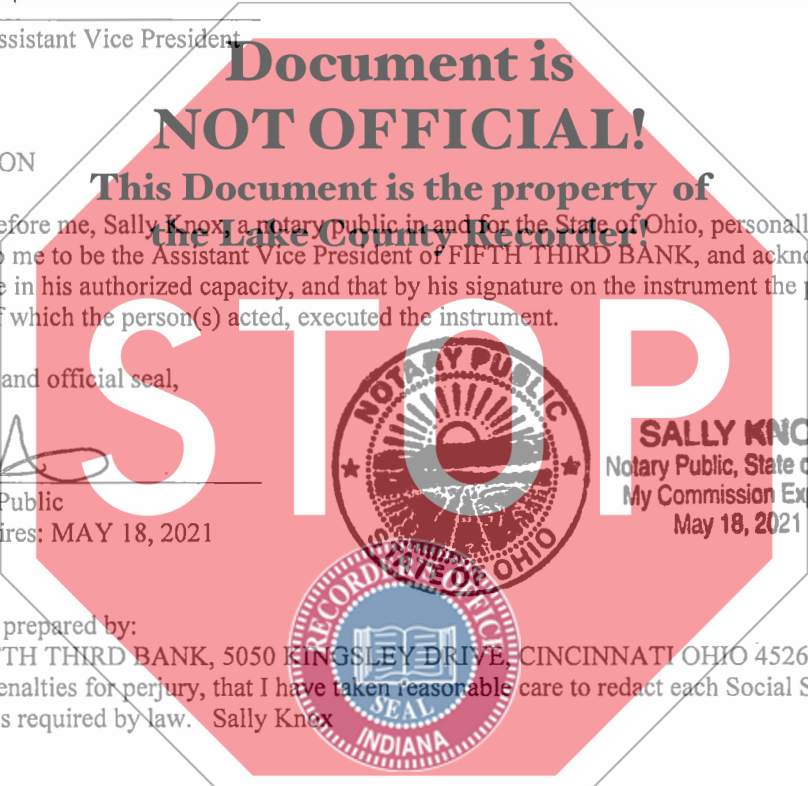 ssistant Vice President
Document is
NOT OFFICIAL!
ON
This Document is the property of
the Lake County Recorder!
efore me, Sally Knox, a notary public in and for the State of Ohio, personall
o me to be the Assistant Vice President of FIFTH THIRD BANK, and ackno
e in his authorized capacity, and that by his signature on the instrument the p
f which the person(s) acted, executed the instrument.
STOP
and official seal,
NOTARY PUBLIC
STATE OF OHIO
SALLY KNO
Notary Public, State o
My Commission Exp
May 18, 2021
Public
ires: MAY 18, 2021
RECORDER'S OFFICE
SEAL
INDIANA
prepared by:
TH THIRD BANK, 5050 KINGSLEY DRIVE, CINCINNATI OHIO 4526
enalties for perjury, that I have taken reasonable care to redact each Social S
s required by law. Sally Knox